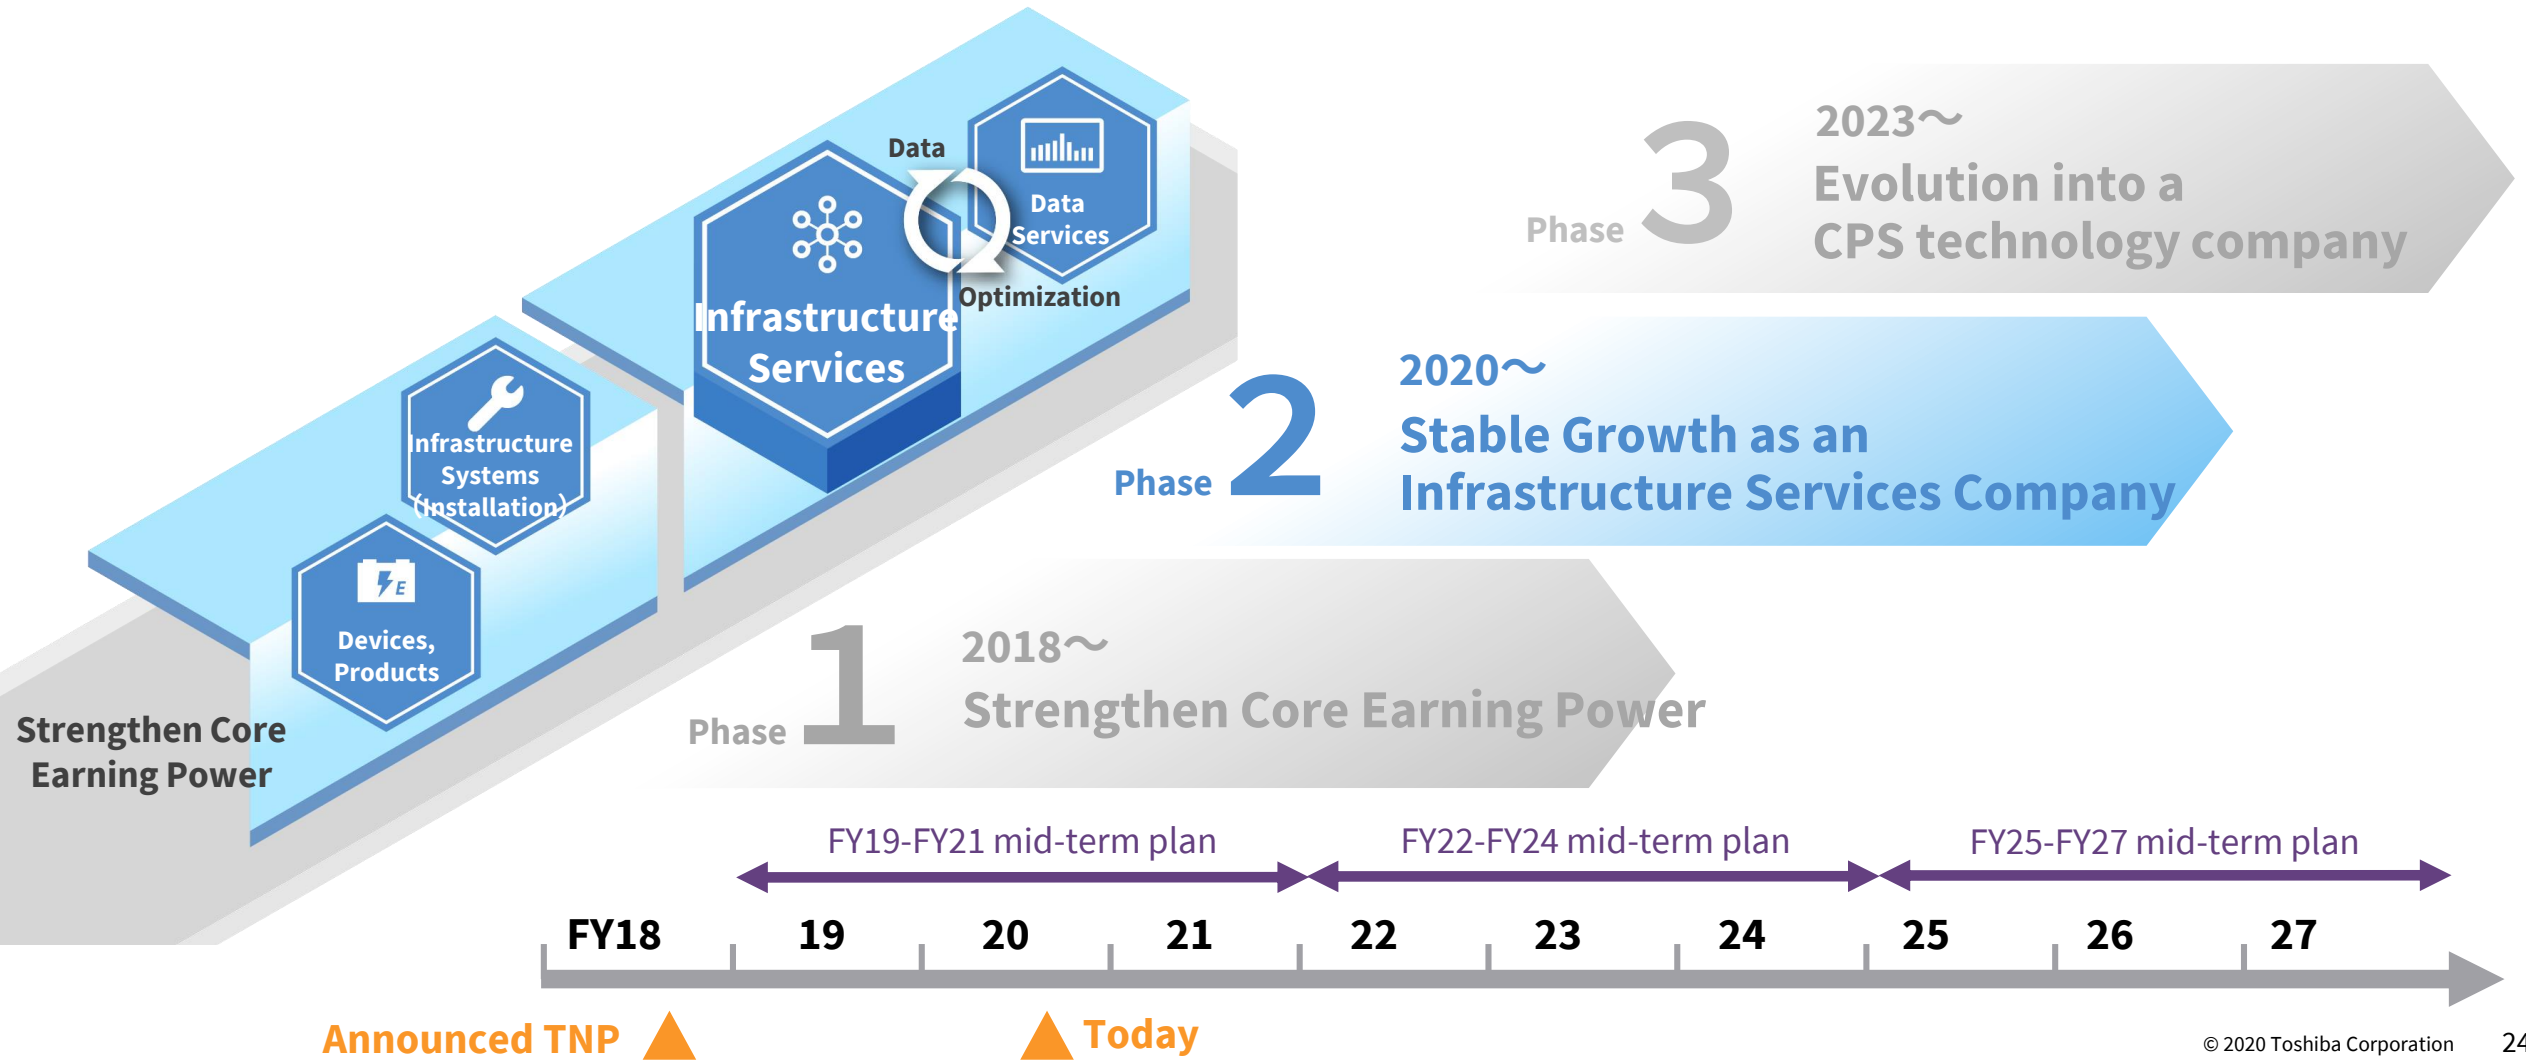 Data
Data
Services
Optimization
Infrastructure
Services
Infrastructure
Systems
(Installation)
E
Devices,
Products
Strengthen Core
Earning Power
Phase 3
2023～
Evolution into a
CPS technology company
Phase 2
2020～
Stable Growth as an
Infrastructure Services Company
Phase 1
2018～
Strengthen Core Earning Power
FY19-FY21 mid-term plan
FY22-FY24 mid-term plan
FY25-FY27 mid-term plan
FY18 19 20 21 22 23 24 25 26 27
Announced TNP
Today
© 2020 Toshiba Corporation 24